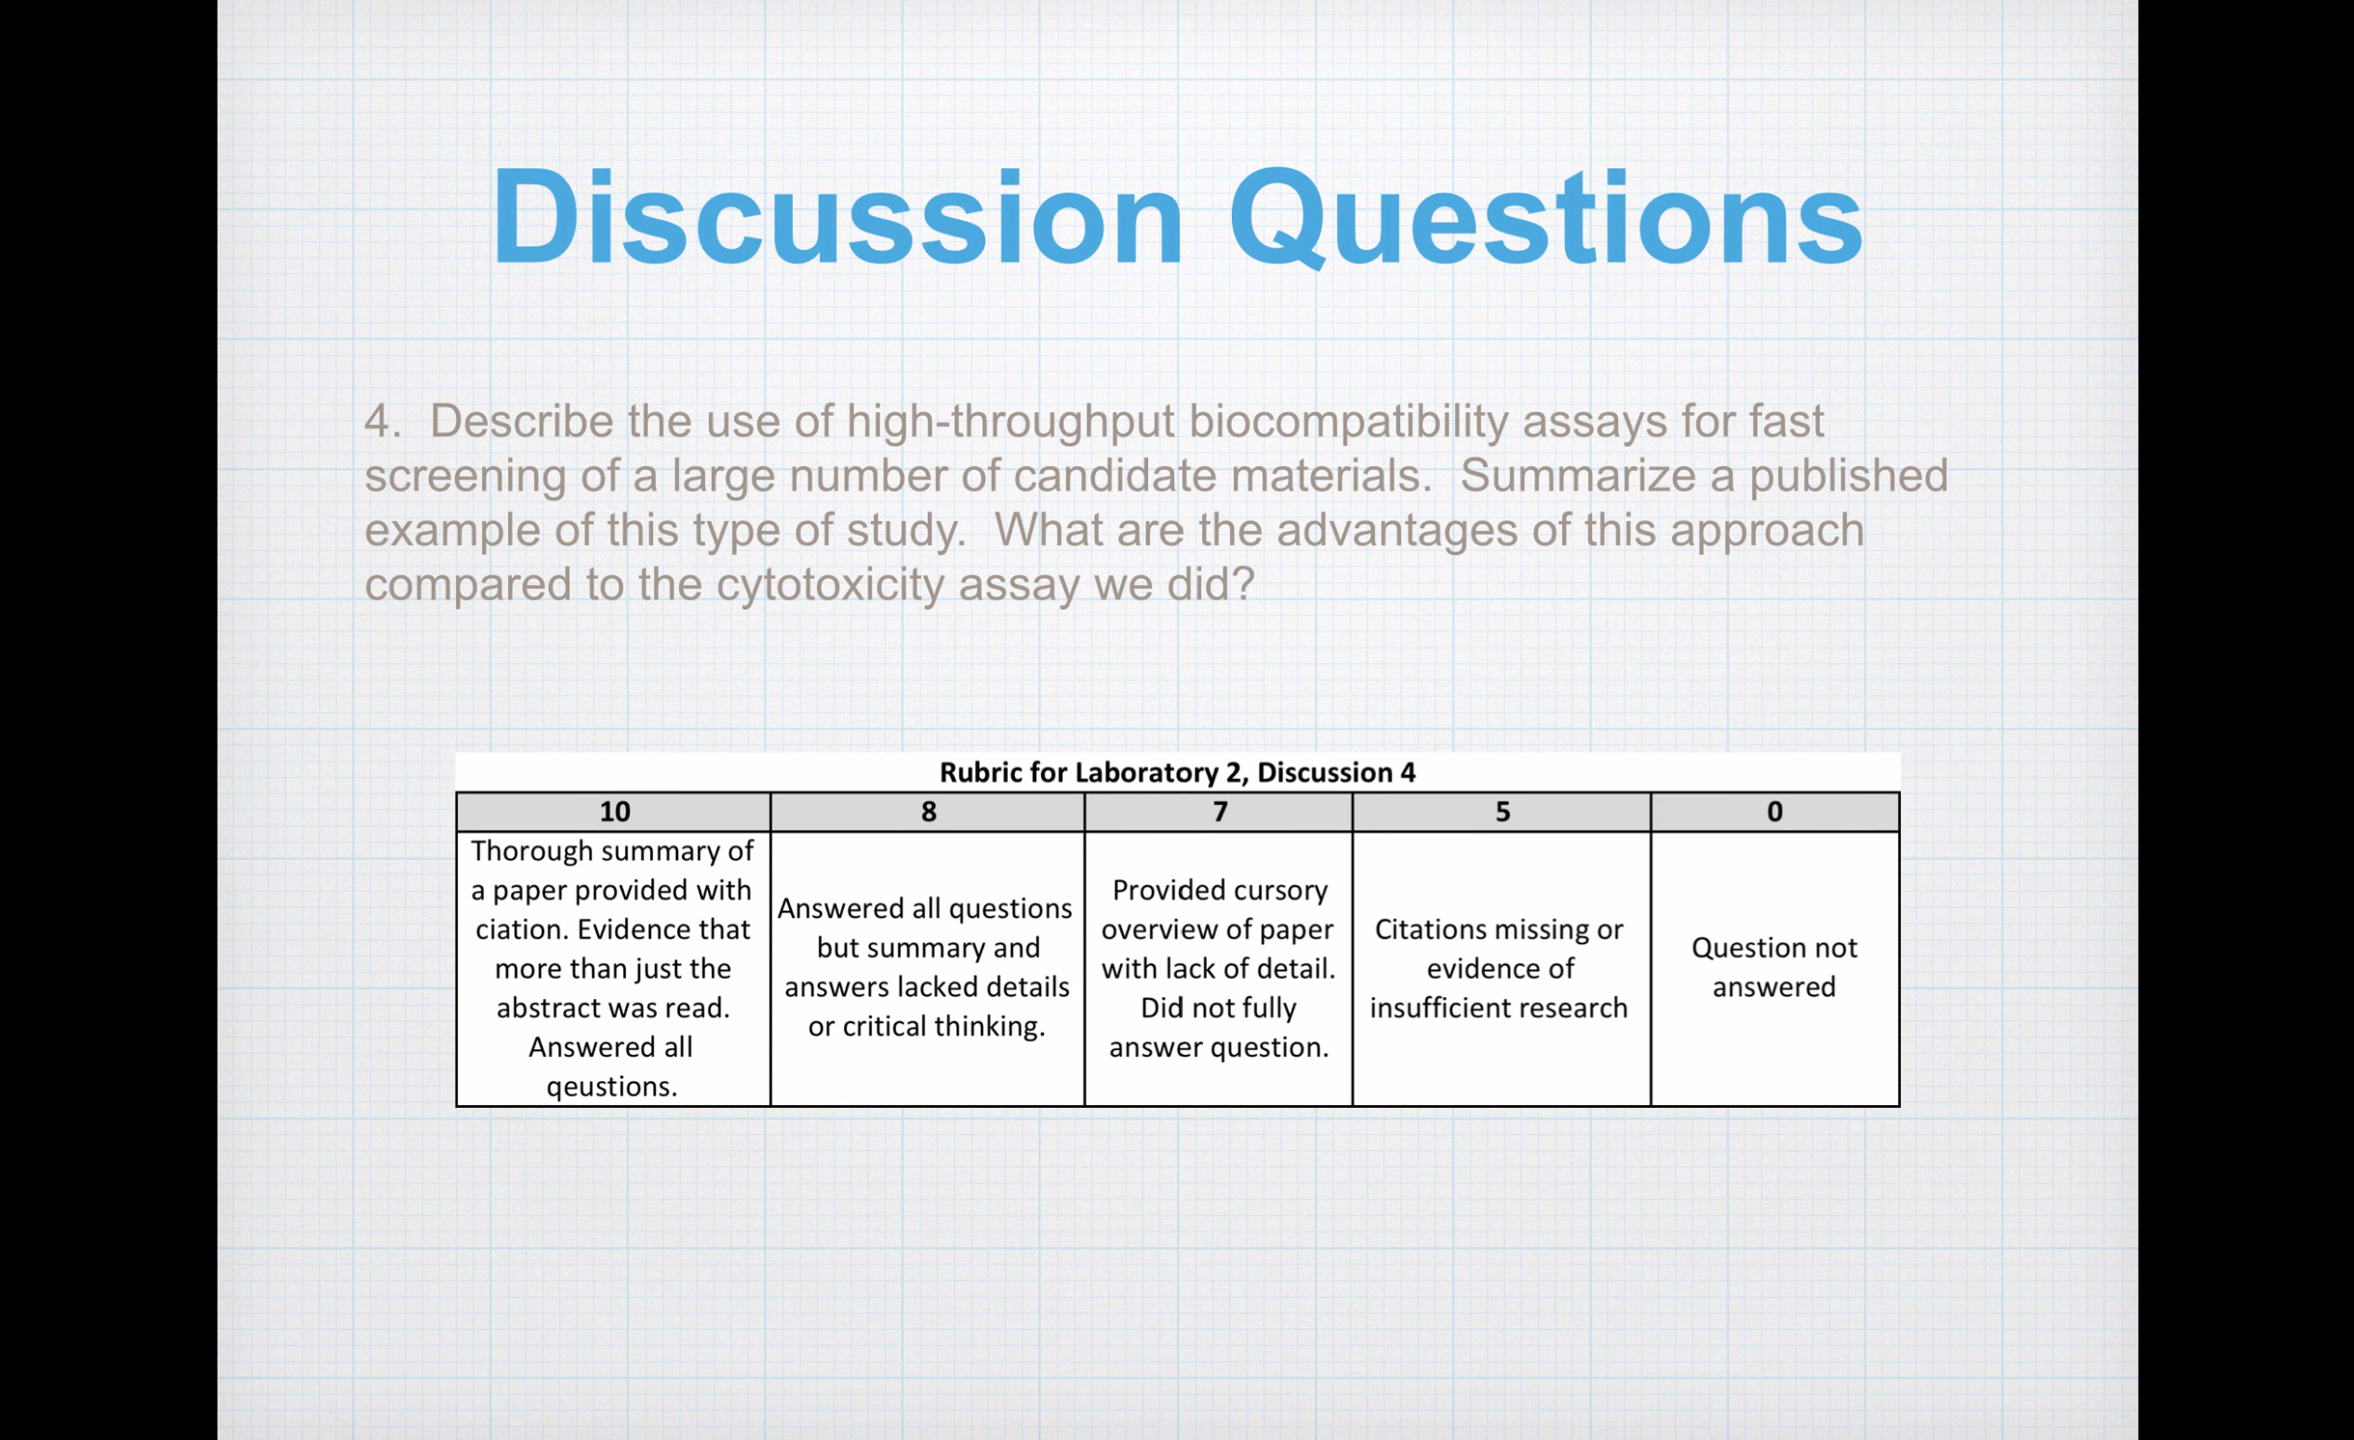 Discussion Questions
4.  Describe the use of high-throughput biocompatibility assays for fast
screening of a large number of candidate materials.  Summarize a published
example of this type of study.  What are the advantages of this approach
compared to the cytotoxicity assay we did?
Rubric for Laboratory 2, Discussion 4
10
8
7
5
0
Thorough summary of
a paper provided with
ciation. Evidence that
more than just the
abstract was read.
Answered all
qeustions.
Answered all questions
but summary and
answers lacked details
or critical thinking.
Provided cursory
overview of paper
with lack of detail.
Did not fully
answer question.
Citations missing or
evidence of
insufficient research
Question not
answered